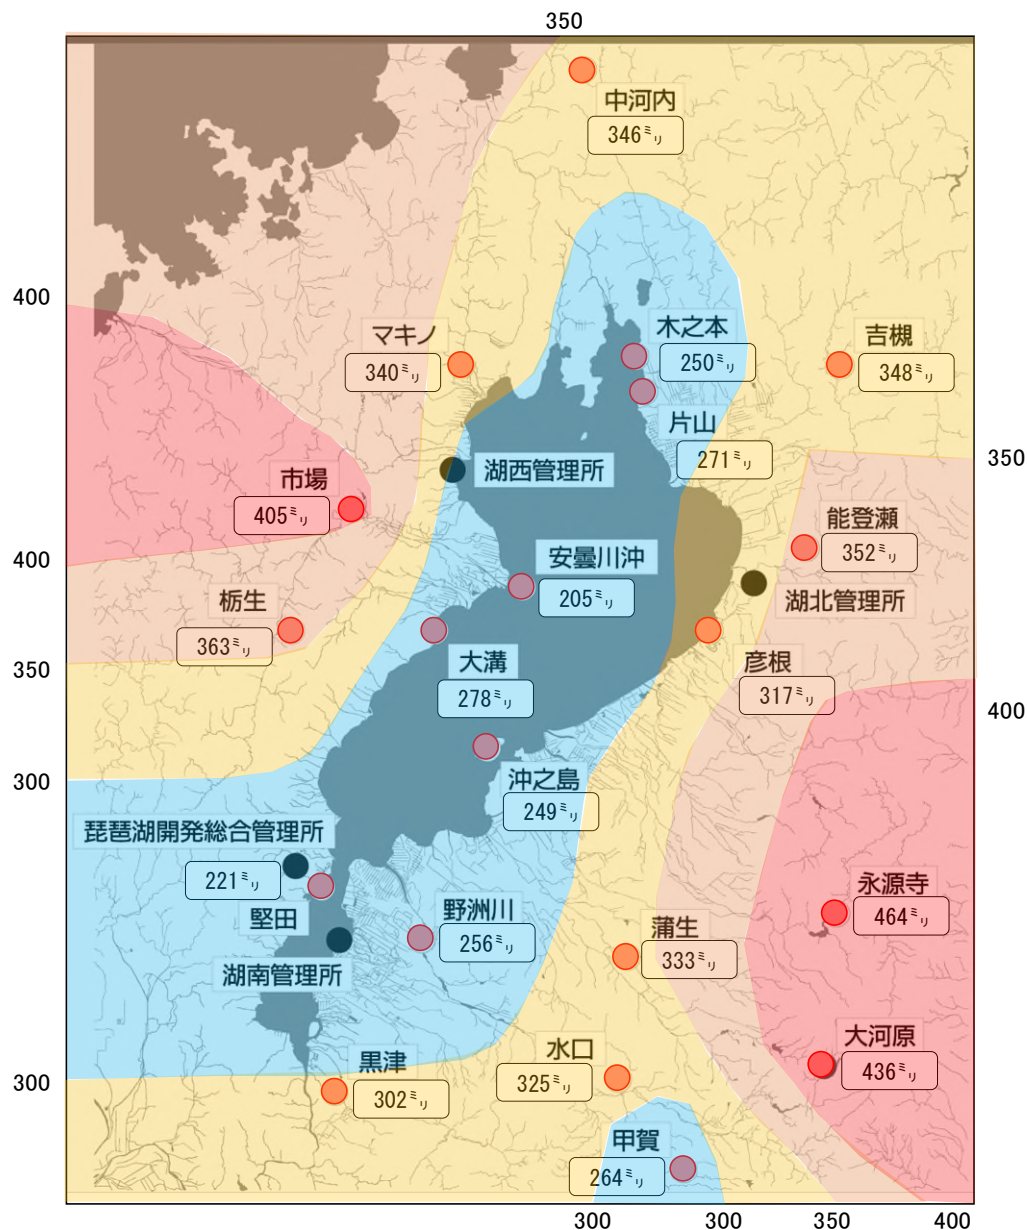 350
中河内
346ミリ
400
マキノ
340ミリ
木之本
250ミリ
吉槻
348ミリ
片山
271ミリ
350
湖西管理所
市場
405ミリ
能登瀬
352ミリ
400
安曇川沖
205ミリ
湖北管理所
栃生
363ミリ
大溝
278ミリ
彦根
317ミリ
350
400
300
沖之島
249ミリ
琵琶湖開発総合管理所
221ミリ
堅田
野洲川
256ミリ
永源寺
464ミリ
蒲生
333ミリ
湖南管理所
大河原
436ミリ
水口
325ミリ
黒津
302ミリ
300
甲賀
264ミリ
300
300
350
400